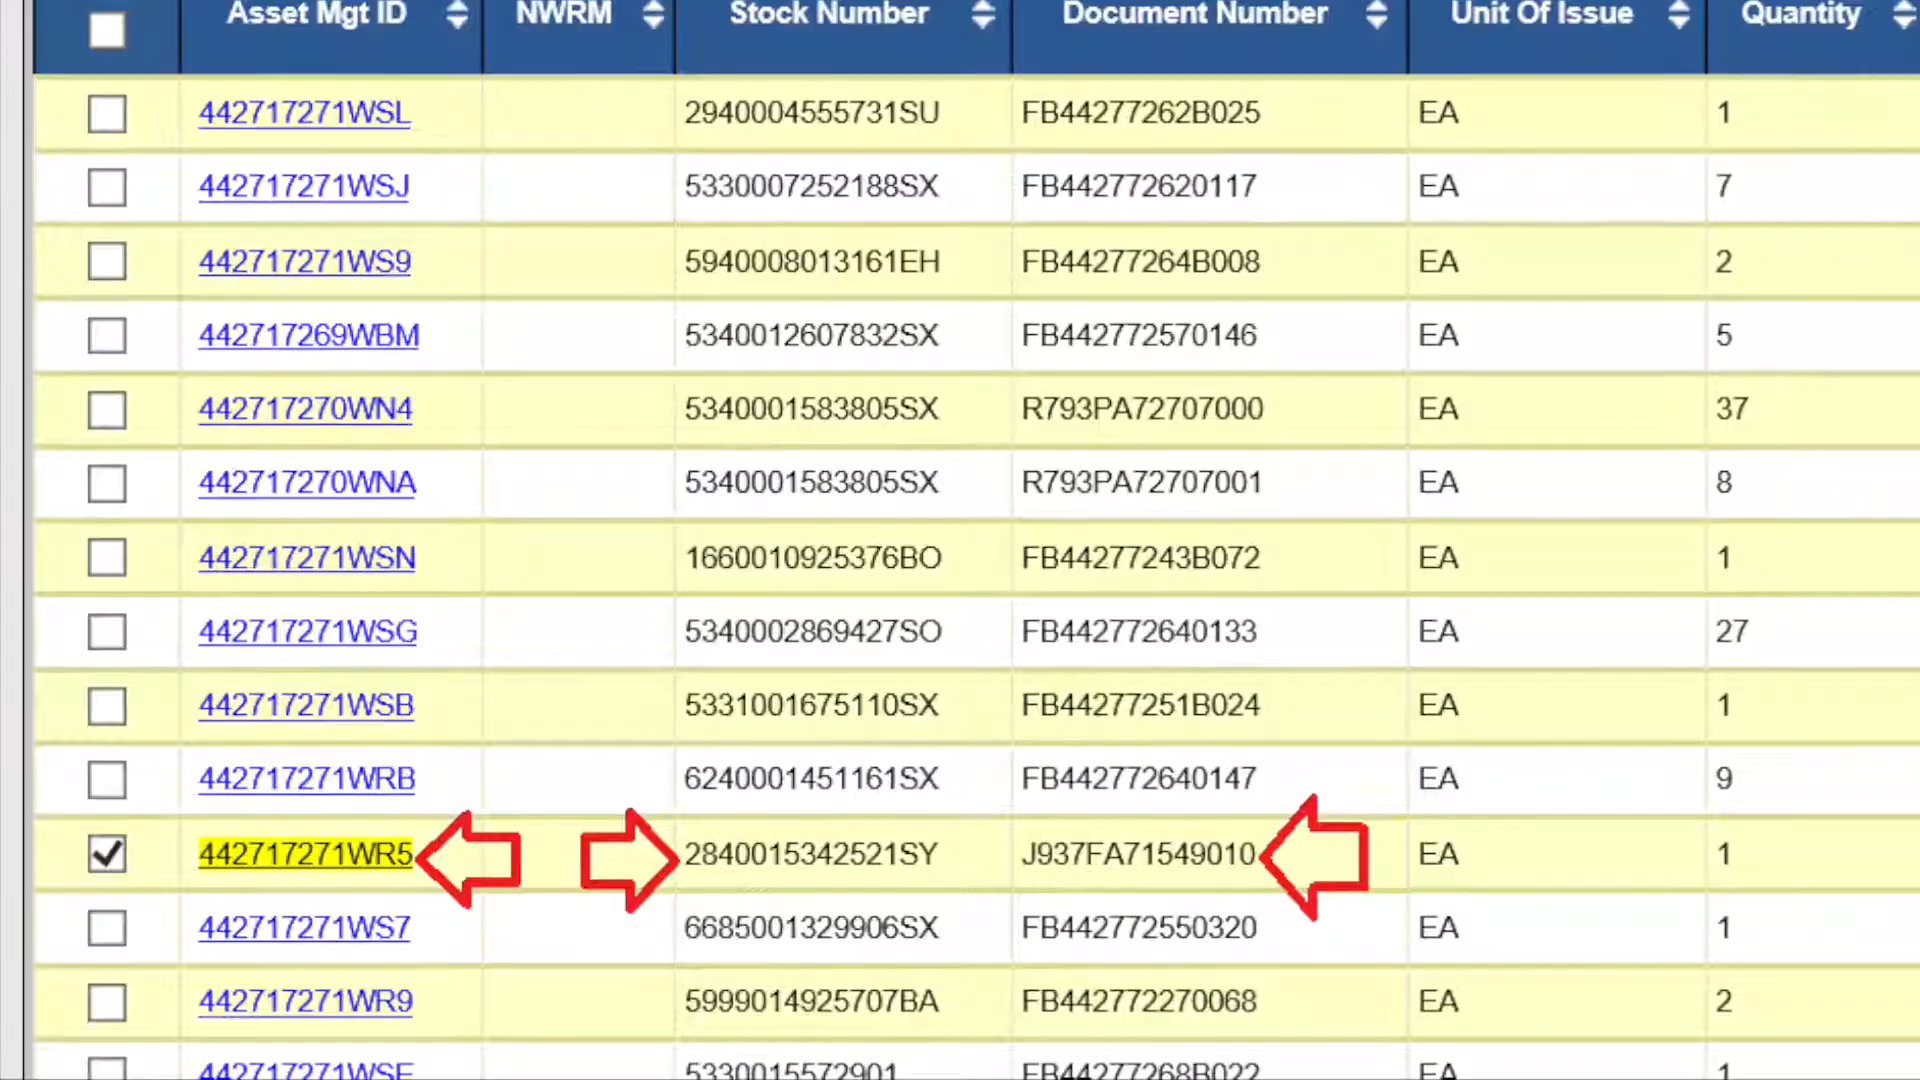 Asset Mgt ID NWRM Stock Number Document Number Unit Of Issue Quantity
442717271WSL 2940004555731SU FB44277262B025 EA 1
442717271WSJ 5330007252188SX FB442772620117 EA 7
442717271WS9 5940008013161EH FB44277264B008 EA 2
442717269WBM 5340012607832SX FB442772570146 EA 5
442717270WN4 5340001583805SX R793PA72707000 EA 37
442717270WNA 5340001583805SX R793PA72707001 EA 8
442717271WSN 1660010925376BO FB44277243B072 EA 1
442717271WSG 5340002869427SO FB442772640133 EA 27
442717271WSB 5331001675110SX FB44277251B024 EA 1
442717271WRB 6240001451161SX FB442772640147 EA 9
442717271WR5 2840015342521SY J937FA71549010 EA 1
442717271WS7 6685001329906SX FB442772550320 EA 1
442717271WR9 5999014925707BA FB442772270068 EA 2
5330015572901 FB44277268B022 EA 1